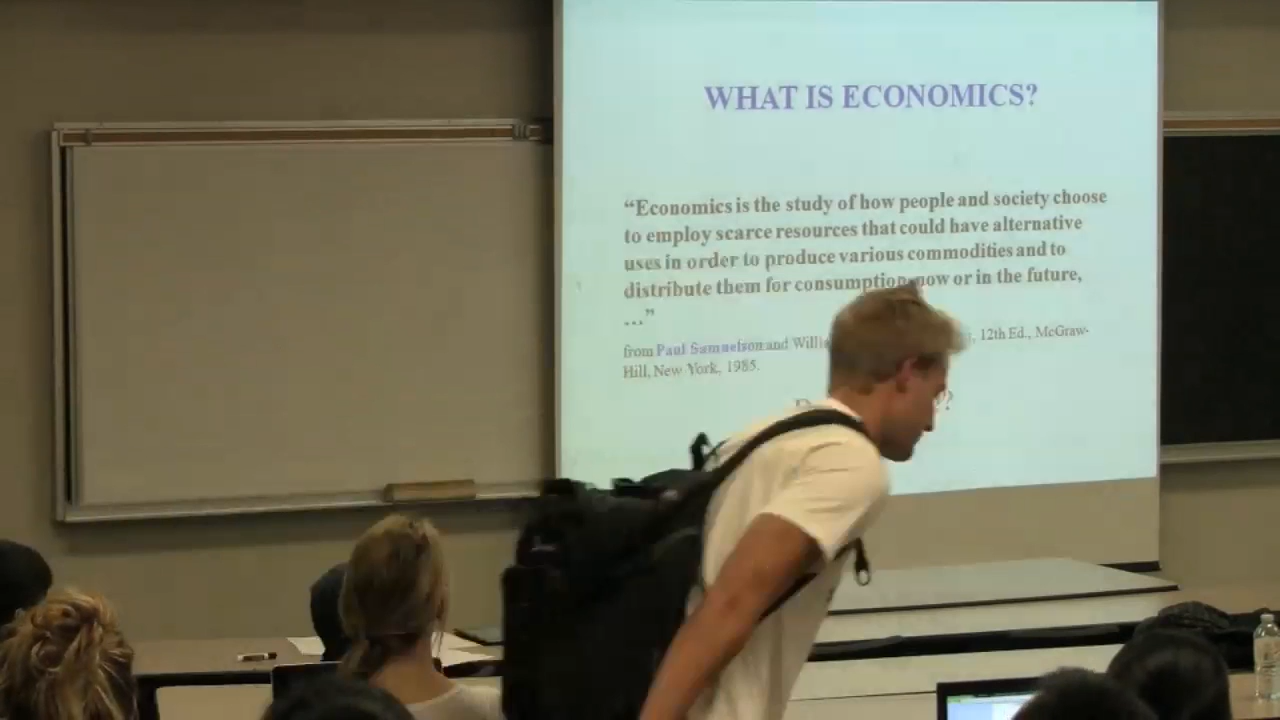 WHAT IS ECONOMICS?
“Economics is the study of how people and society choose
to employ scarce resources that could have alternative
uses in order to produce various commodities and to
distribute them for consumption, now or in the future,
…”
from Paul Samuelson and 12th Ed., McGraw-
Hill, New York, 1985.